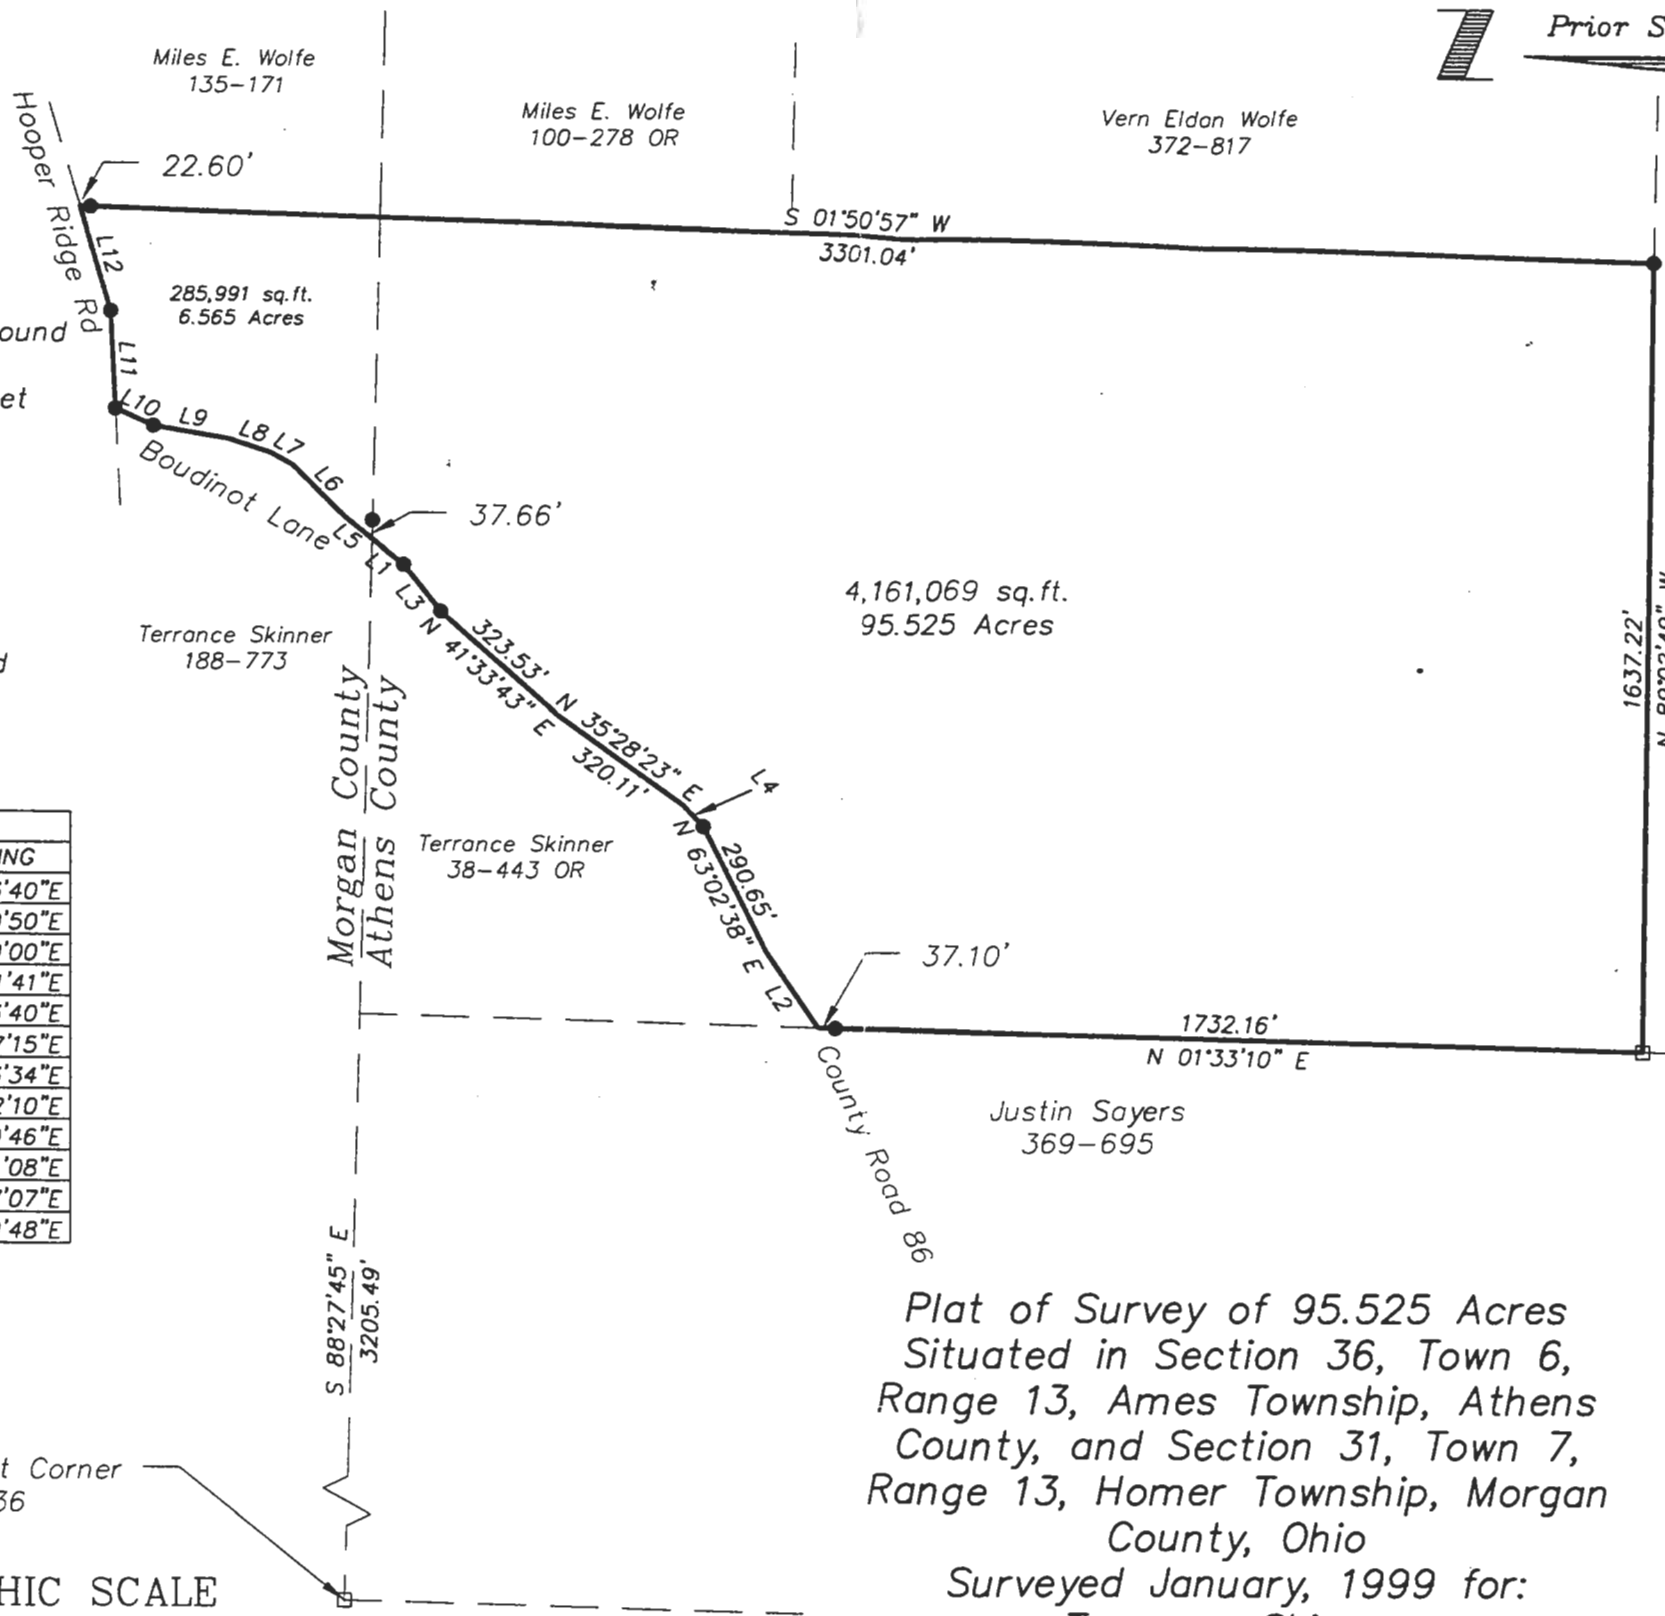 Prior S
Miles E. Wolfe
135-171
Miles E. Wolfe
100-278 OR
Vern Eldon Wolfe
372-817
Hooper Ridge Rd
22.60'
S 01°50'57" W
3301.04'
L12
285,991 sq.ft.
6.565 Acres
ound
L11
et
L10
L9
L8
L7
L6
Boudinot Lane
L5
37.66'
L1
L3
4,161,069 sq.ft.
95.525 Acres
1637.22'
Terrance Skinner
188-773
d
323.53'
N 41°33'43" E
N 35°28'23" E
320.11'
L4
Morgan County
Athens County
Terrance Skinner
38-443 OR
290.65'
N 63°02'38" E
L2
37.10'
1732.16'
N 01°33'10" E
County Road 86
Justin Sayers
369-695
ING
'40"E
'50"E
'00"E
'41"E
'40"E
'15"E
'34"E
'10"E
'46"E
'08"E
'07"E
'48"E
S 88°27'45" E
3205.49'
t Corner
36
HIC SCALE
Plat of Survey of 95.525 Acres
Situated in Section 36, Town 6,
Range 13, Ames Township, Athens
County, and Section 31, Town 7,
Range 13, Homer Township, Morgan
County, Ohio
Surveyed January, 1999 for: